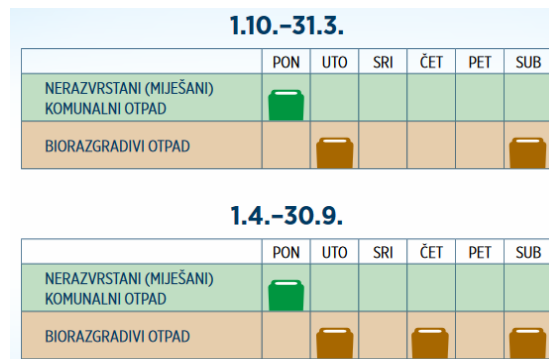 1.10.–31.3.
PON UTO SRI ČET PET SUB
NERAZVRSTANI (MIJEŠANI)
KOMUNALNI OTPAD
BIORAZGRADIVI OTPAD
1.4.–30.9.
PON UTO SRI ČET PET SUB
NERAZVRSTANI (MIJEŠANI)
KOMUNALNI OTPAD
BIORAZGRADIVI OTPAD